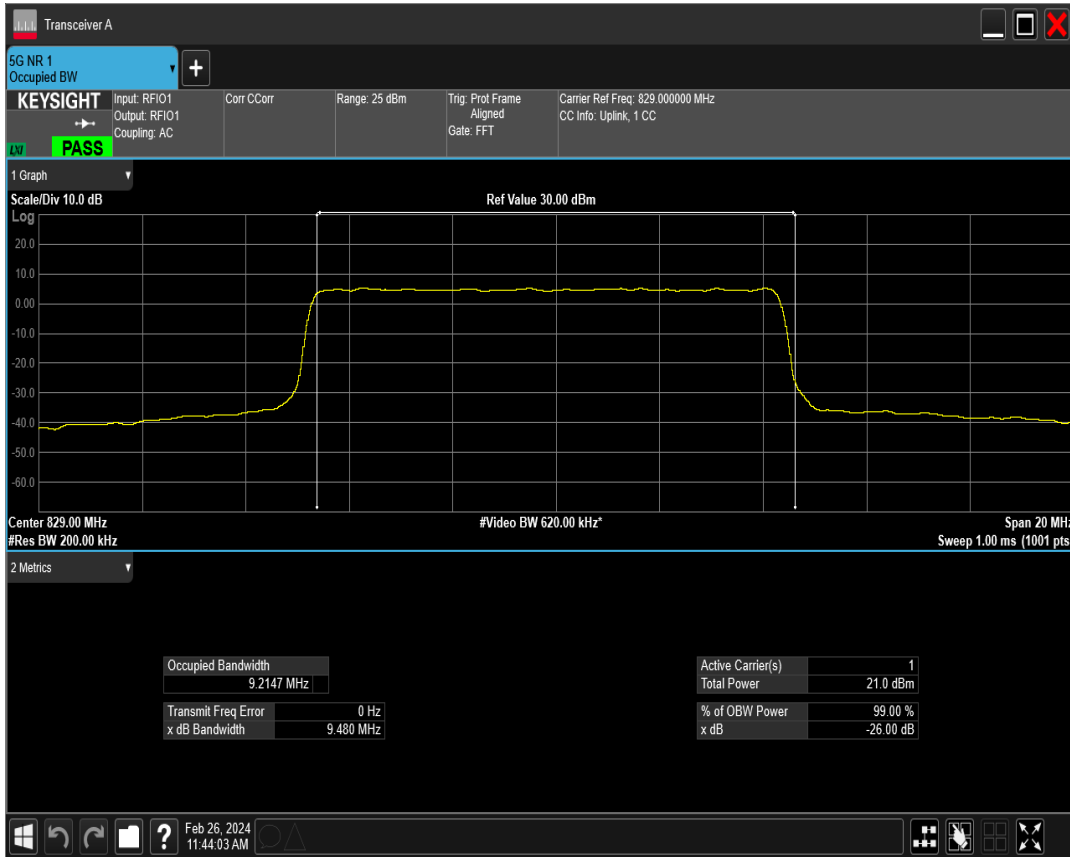 Transceiver A
5G NR 1
Occupied BW
KEYSIGHT
LXI
PASS
Input: RFIO1
Output: RFIO1
Coupling: AC
Corr CCorr
Range: 25 dBm
Trig: Prot Frame
Aligned
Gate: FFT
Carrier Ref Freq: 829.000000 MHz
CC Info: Uplink, 1 CC
1 Graph
Scale/Div 10.0 dB
Ref Value 30.00 dBm
Log
20.0
10.0
0.00
-10.0
-20.0
-30.0
-40.0
-50.0
-60.0
Center 829.00 MHz
#Video BW 620.00 kHz*
Span 20 MHz
#Res BW 200.00 kHz
Sweep 1.00 ms (1001 pts
2 Metrics
Occupied Bandwidth
9.2147 MHz
Transmit Freq Error 0 Hz
x dB Bandwidth 9.480 MHz
Active Carrier(s) 1
Total Power 21.0 dBm
% of OBW Power 99.00 %
x dB -26.00 dB
?
Feb 26, 2024
11:44:03 AM